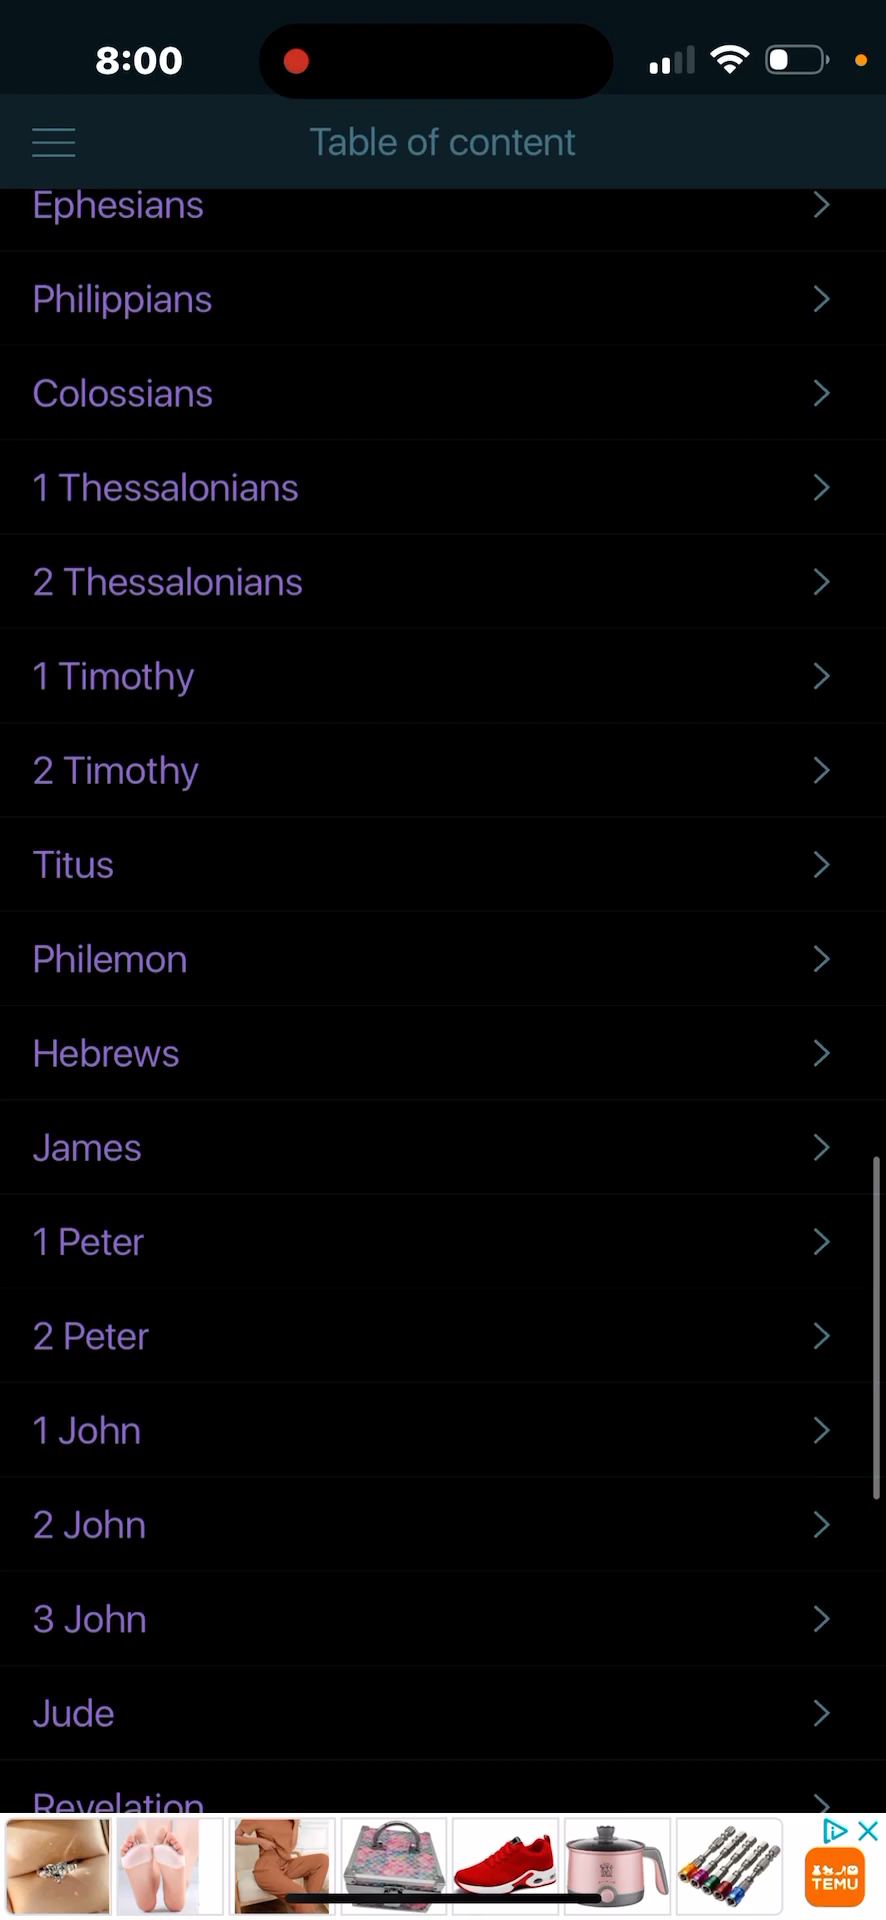 8:00
Table of content
Ephesians
Philippians
Colossians
1 Thessalonians
2 Thessalonians
1 Timothy
2 Timothy
Titus
Philemon
Hebrews
James
1 Peter
2 Peter
1 John
2 John
3 John
Jude
Revelation
TEMU